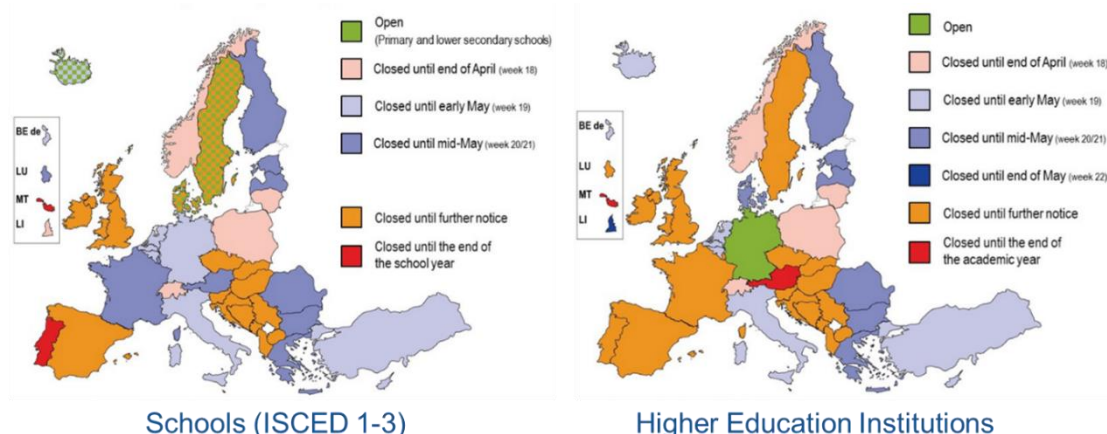 Open
(Primary and lower secondary schools)
Closed until end of April (week 18)
Closed until early May (week 19)
Closed until mid-May (week 20/21)
Closed until further notice
Closed until the end of
the school year
BE de
LU
MT
LI
Schools (ISCED 1-3)
Open
Closed until end of April (week 18)
Closed until early May (week 19)
Closed until mid-May (week 20/21)
Closed until end of May (week 22)
Closed until further notice
Closed until the end of
the academic year
BE de
LU
MT
LI
Higher Education Institutions